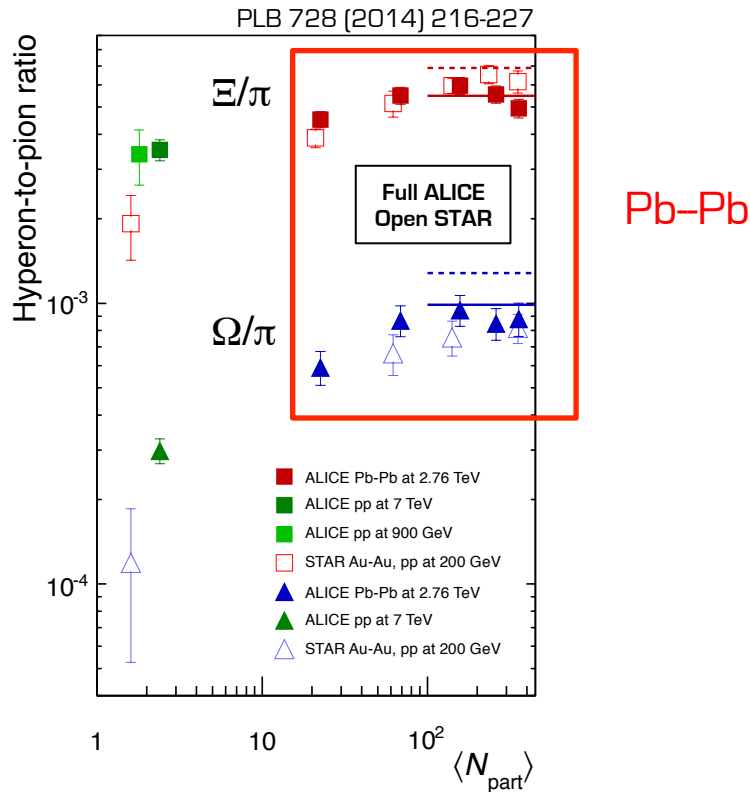 PLB 728 (2014) 216-227
Hyperon-to-pion ratio
Ξ/π
Full ALICE
Open STAR
Pb–Pb
10⁻³
Ω/π
ALICE Pb-Pb at 2.76 TeV
ALICE pp at 7 TeV
ALICE pp at 900 GeV
STAR Au-Au, pp at 200 GeV
ALICE Pb-Pb at 2.76 TeV
ALICE pp at 7 TeV
STAR Au-Au, pp at 200 GeV
10⁻⁴
1 10 10²
⟨N_part⟩